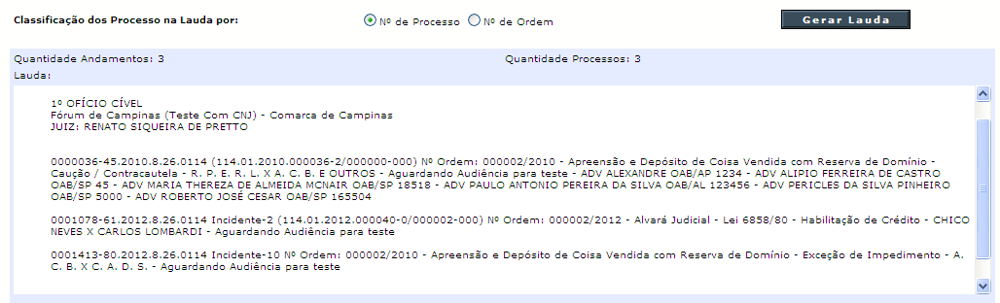 Classificação dos Processo na Lauda por: Nº de Processo Nº de Ordem Gerar Lauda
Quantidade Andamentos: 3 Quantidade Processos: 3
Lauda:
1º OFÍCIO CÍVEL
Fórum de Campinas (Teste Com CNJ) - Comarca de Campinas
JUIZ: RENATO SIQUEIRA DE PRETTO
0000036-45.2010.8.26.0114 (114.01.2010.000036-2/000000-000) Nº Ordem: 000002/2010 - Apreensão e Depósito de Coisa Vendida com Reserva de Domínio -
Caução / Contracautela - R. P. E. R. L. X A. C. B. E OUTROS - Aguardando Audiência para teste - ADV ALEXANDRE OAB/AP 1234 - ADV ALIPIO FERREIRA DE CASTRO
OAB/SP 45 - ADV MARIA THEREZA DE ALMEIDA MCNAIR OAB/SP 18518 - ADV PAULO ANTONIO PEREIRA DA SILVA OAB/AL 123456 - ADV PERICLES DA SILVA PINHEIRO
OAB/SP 5000 - ADV ROBERTO JOSÉ CESAR OAB/SP 165504
0001078-61.2012.8.26.0114 Incidente-2 (114.01.2012.000040-0/000002-000) Nº Ordem: 000002/2012 - Alvará Judicial - Lei 6858/80 - Habilitação de Crédito - CHICO
NEVES X CARLOS LOMBARDI - Aguardando Audiência para teste
0001413-80.2012.8.26.0114 Incidente-10 Nº Ordem: 000002/2010 - Apreensão e Depósito de Coisa Vendida com Reserva de Domínio - Exceção de Impedimento - A.
C. B. X C. A. D. S. - Aguardando Audiência para teste